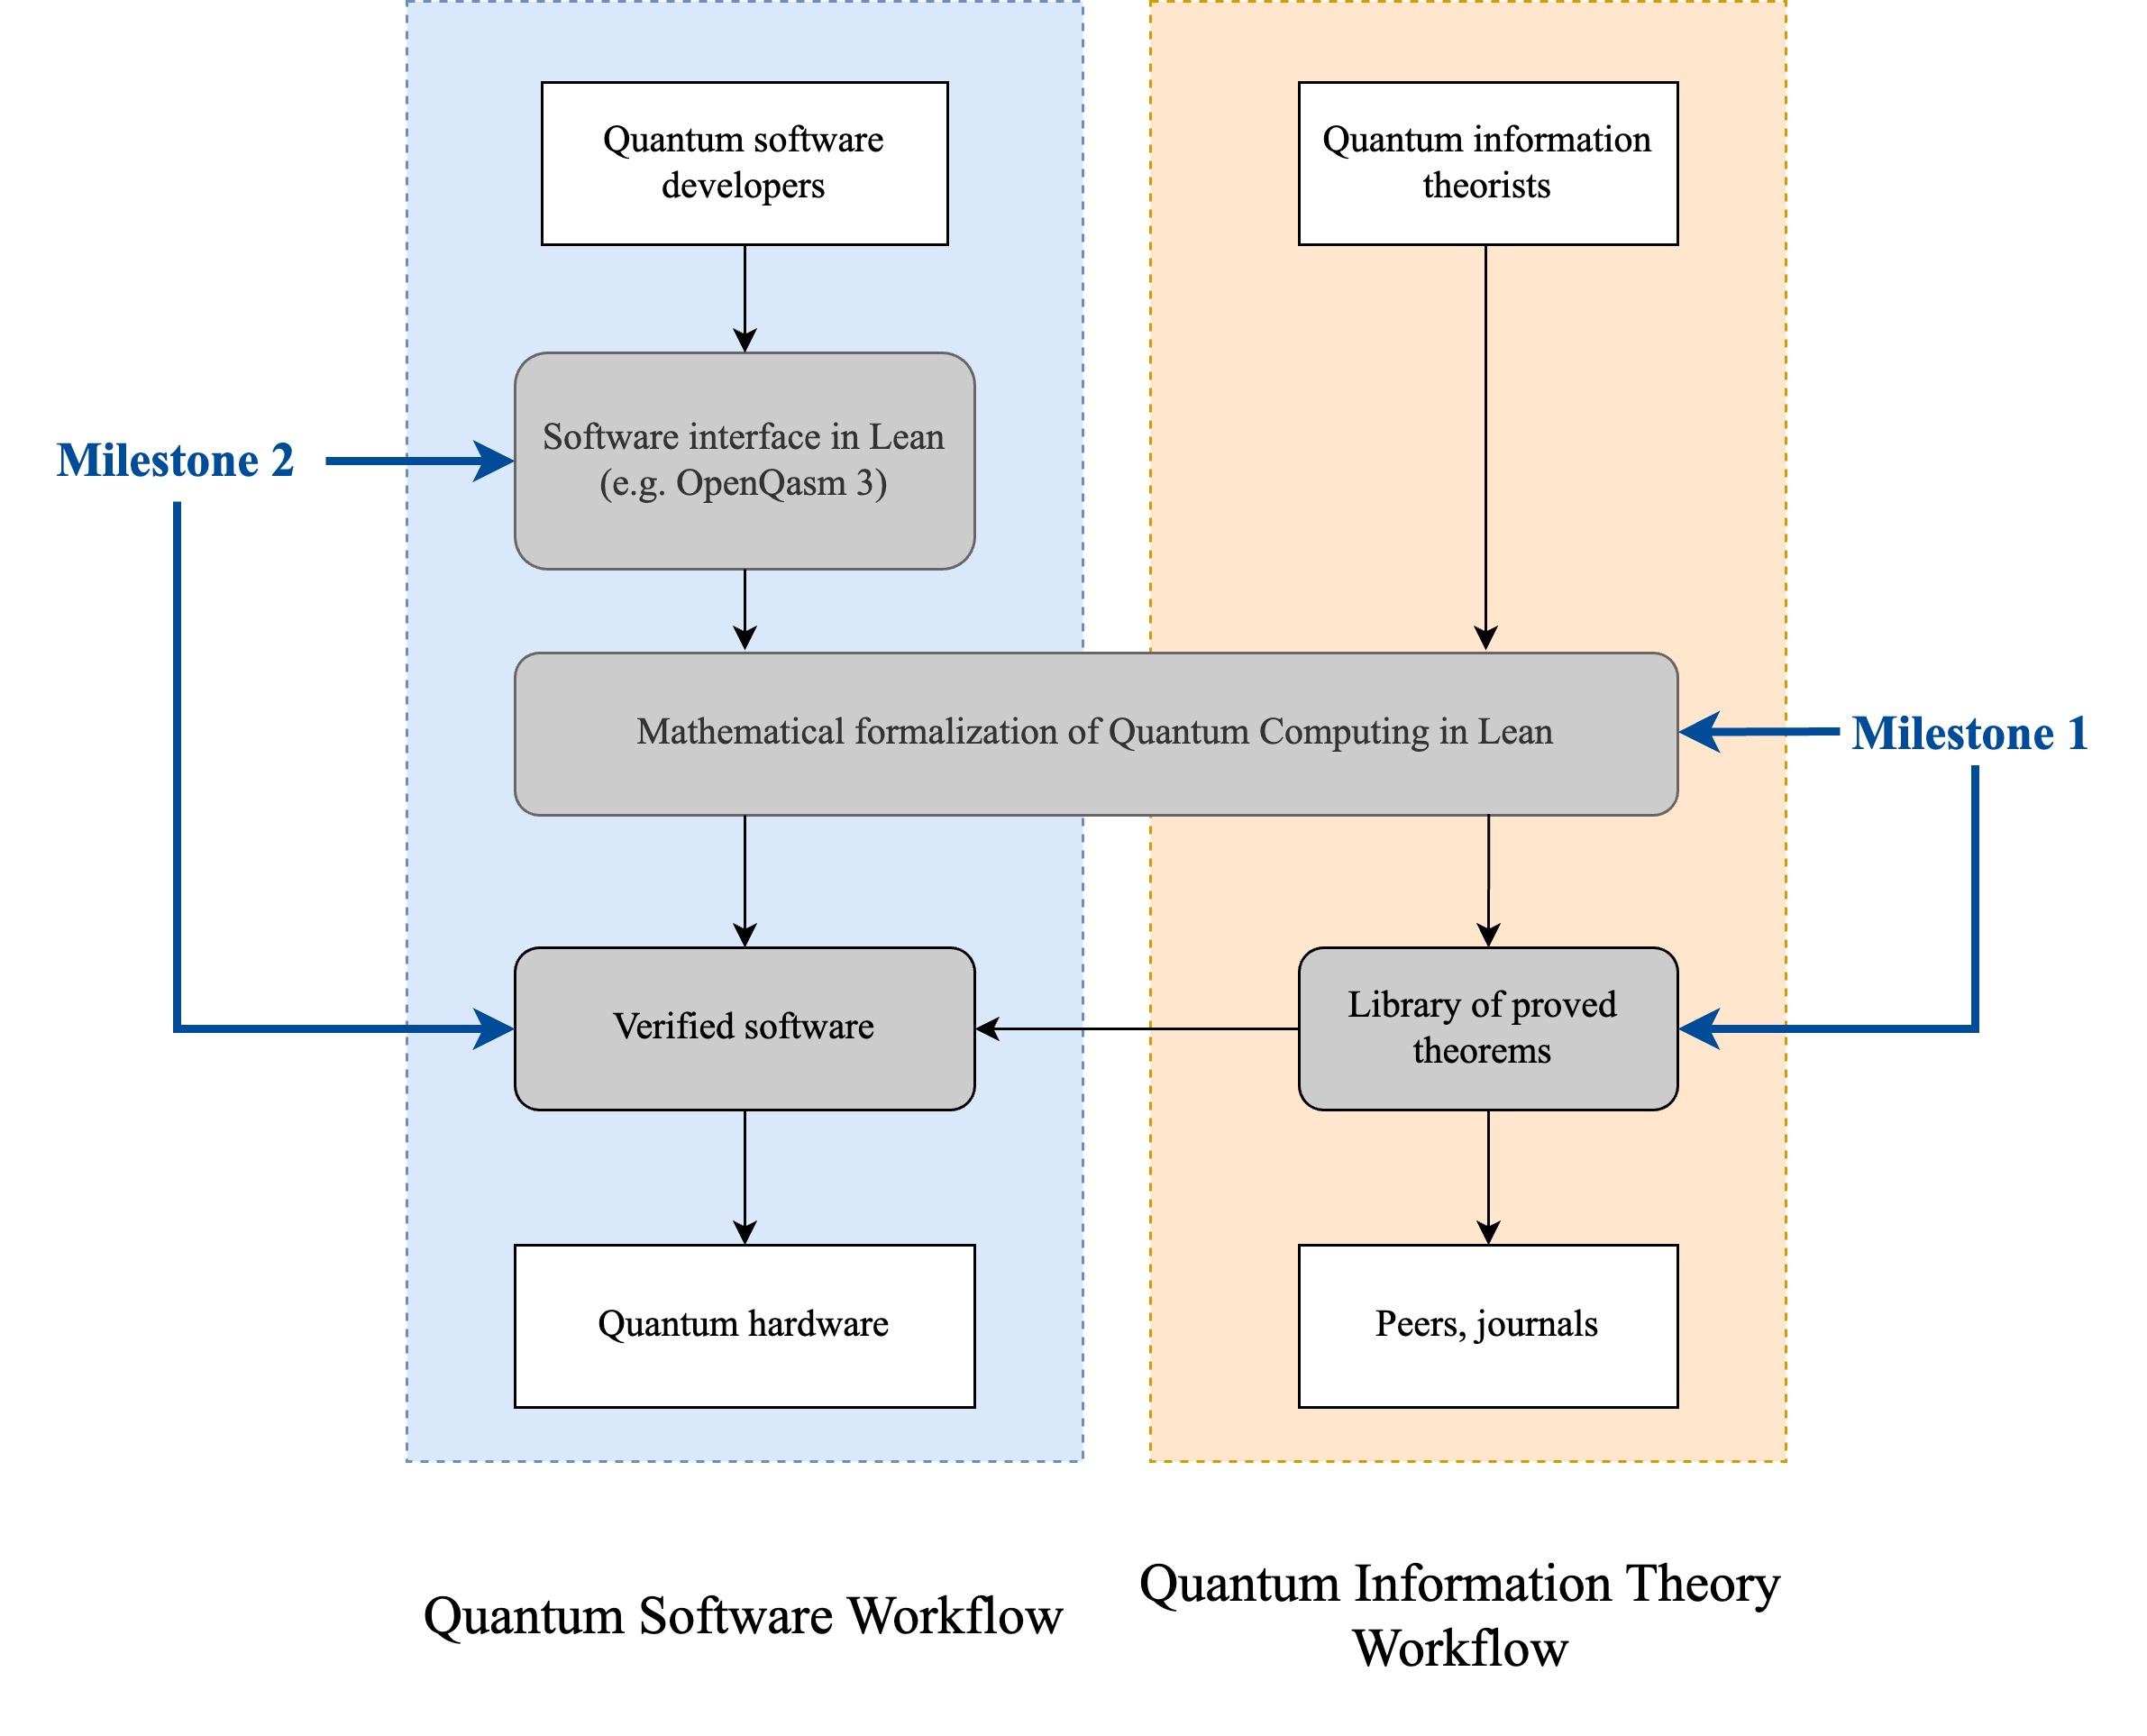 Quantum software
developers
Quantum information
theorists
Software interface in Lean
(e.g. OpenQasm 3)
Milestone 2
Mathematical formalization of Quantum Computing in Lean
Milestone 1
Verified software
Library of proved
theorems
Quantum hardware
Peers, journals
Quantum Software Workflow
Quantum Information Theory
Workflow